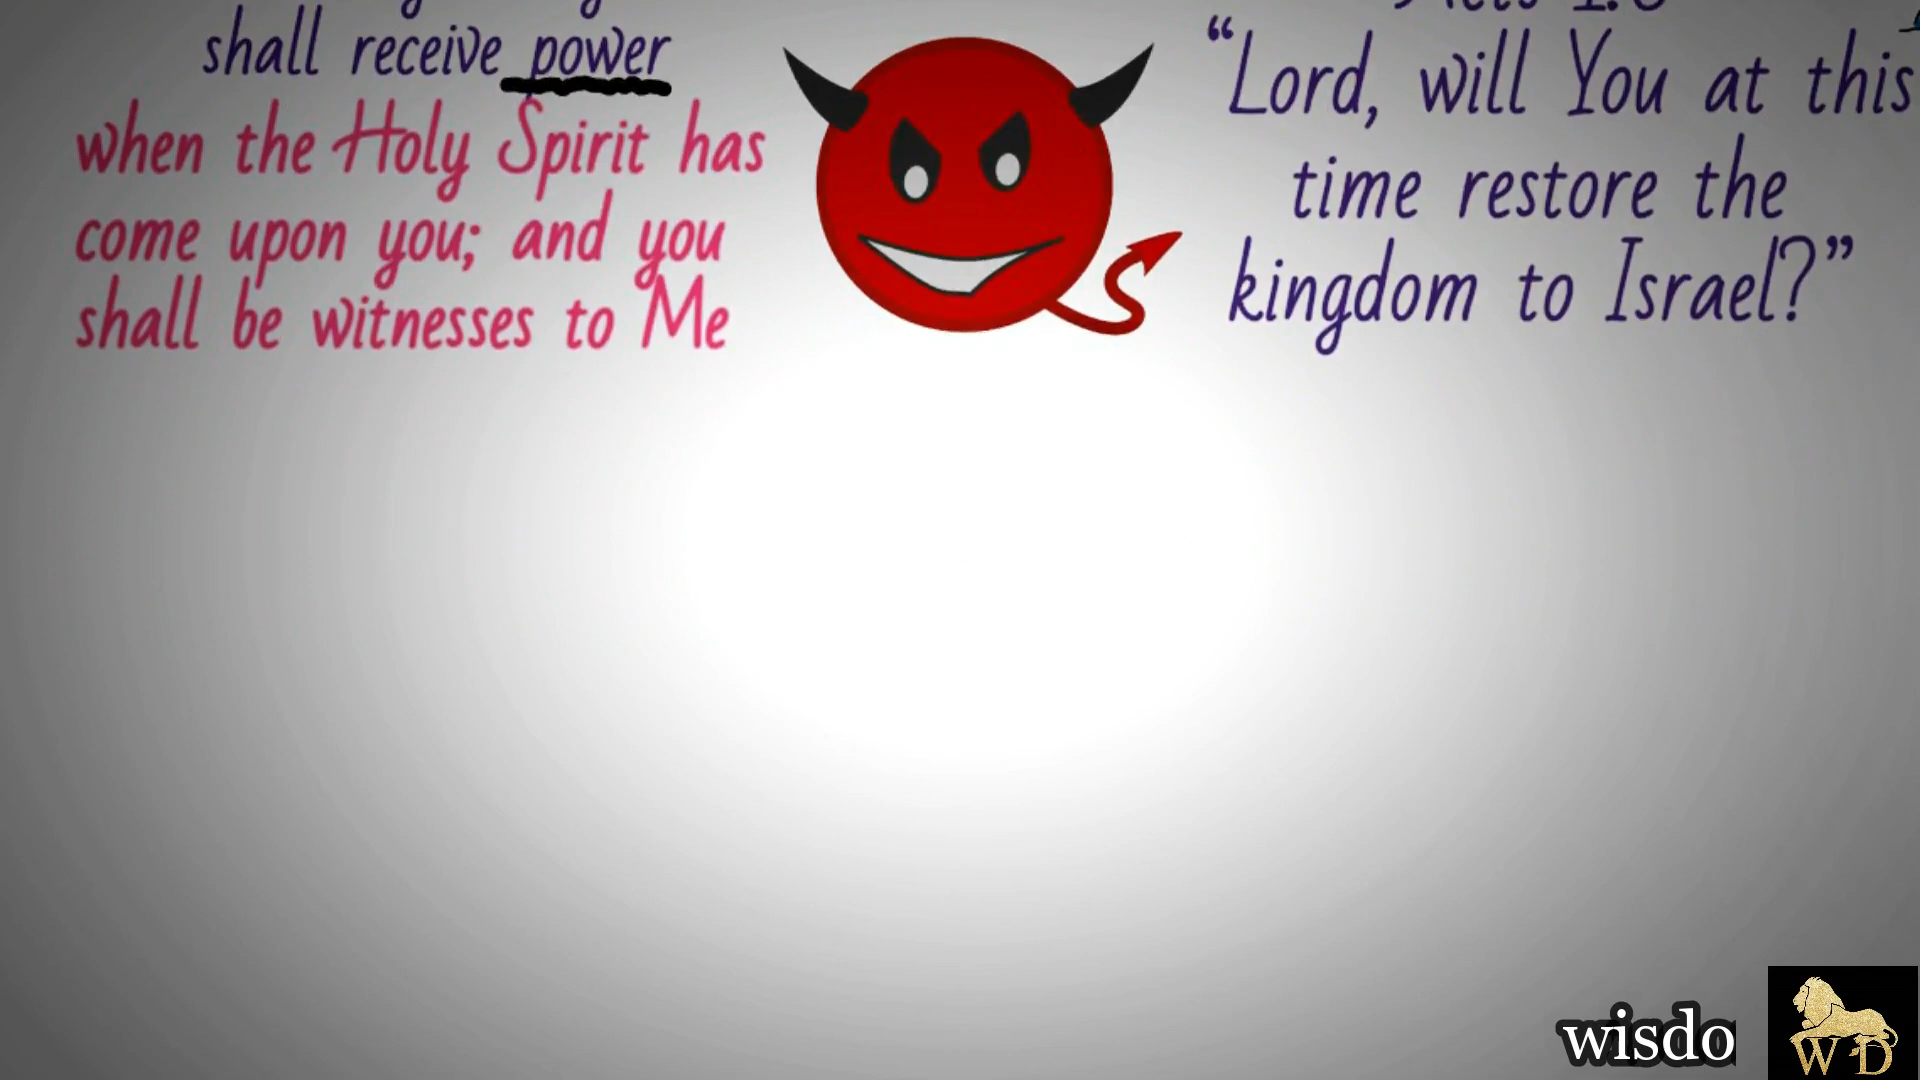 shall receive power
when the Holy Spirit has
come upon you; and you
shall be witnesses to Me
“Lord, will You at this
time restore the
kingdom to Israel?”
wisdo
W D